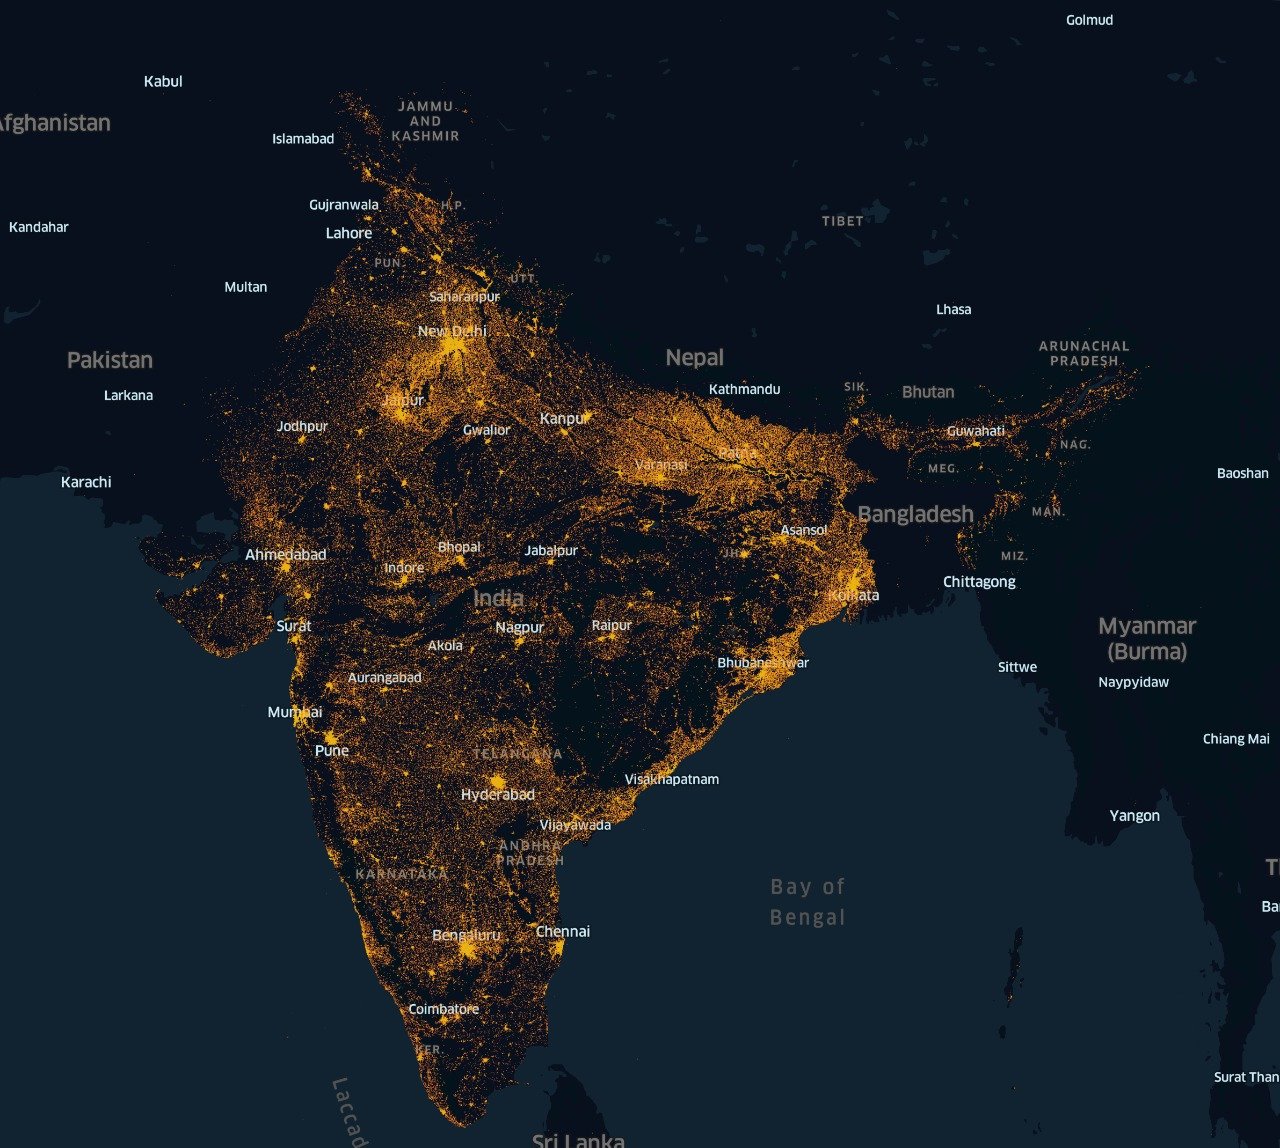 Golmud
Kabul
JAMMU
AND
KASHMIR
Afghanistan
Islamabad
Gujranwala
H.P.
TIBET
Kandahar
Lahore
PUN.
UTT.
Multan
Saharanpur
Lhasa
New Delhi
ARUNACHAL
PRADESH
Pakistan
Nepal
Kathmandu
SIK.
Bhutan
Larkana
Jaipur
Jodhpur
Gwalior
Kanpur
Guwahati
NAG.
Patna
Varanasi
MEG.
Baoshan
Karachi
Bangladesh
MAN.
Asansol
Ahmedabad
Bhopal
Jabalpur
JH.
MIZ.
Indore
Chittagong
India
Kolkata
Surat
Nagpur
Raipur
Myanmar
(Burma)
Akola
Bhubaneshwar
Sittwe
Aurangabad
Naypyidaw
Mumbai
Chiang Mai
Pune
TELANGANA
Visakhapatnam
Hyderabad
Vijayawada
Yangon
ANDHRA
PRADESH
KARNATAKA
Bay of
Bengal
Bengaluru
Chennai
Coimbatore
KER.
Surat Than
Laccad
Sri Lanka